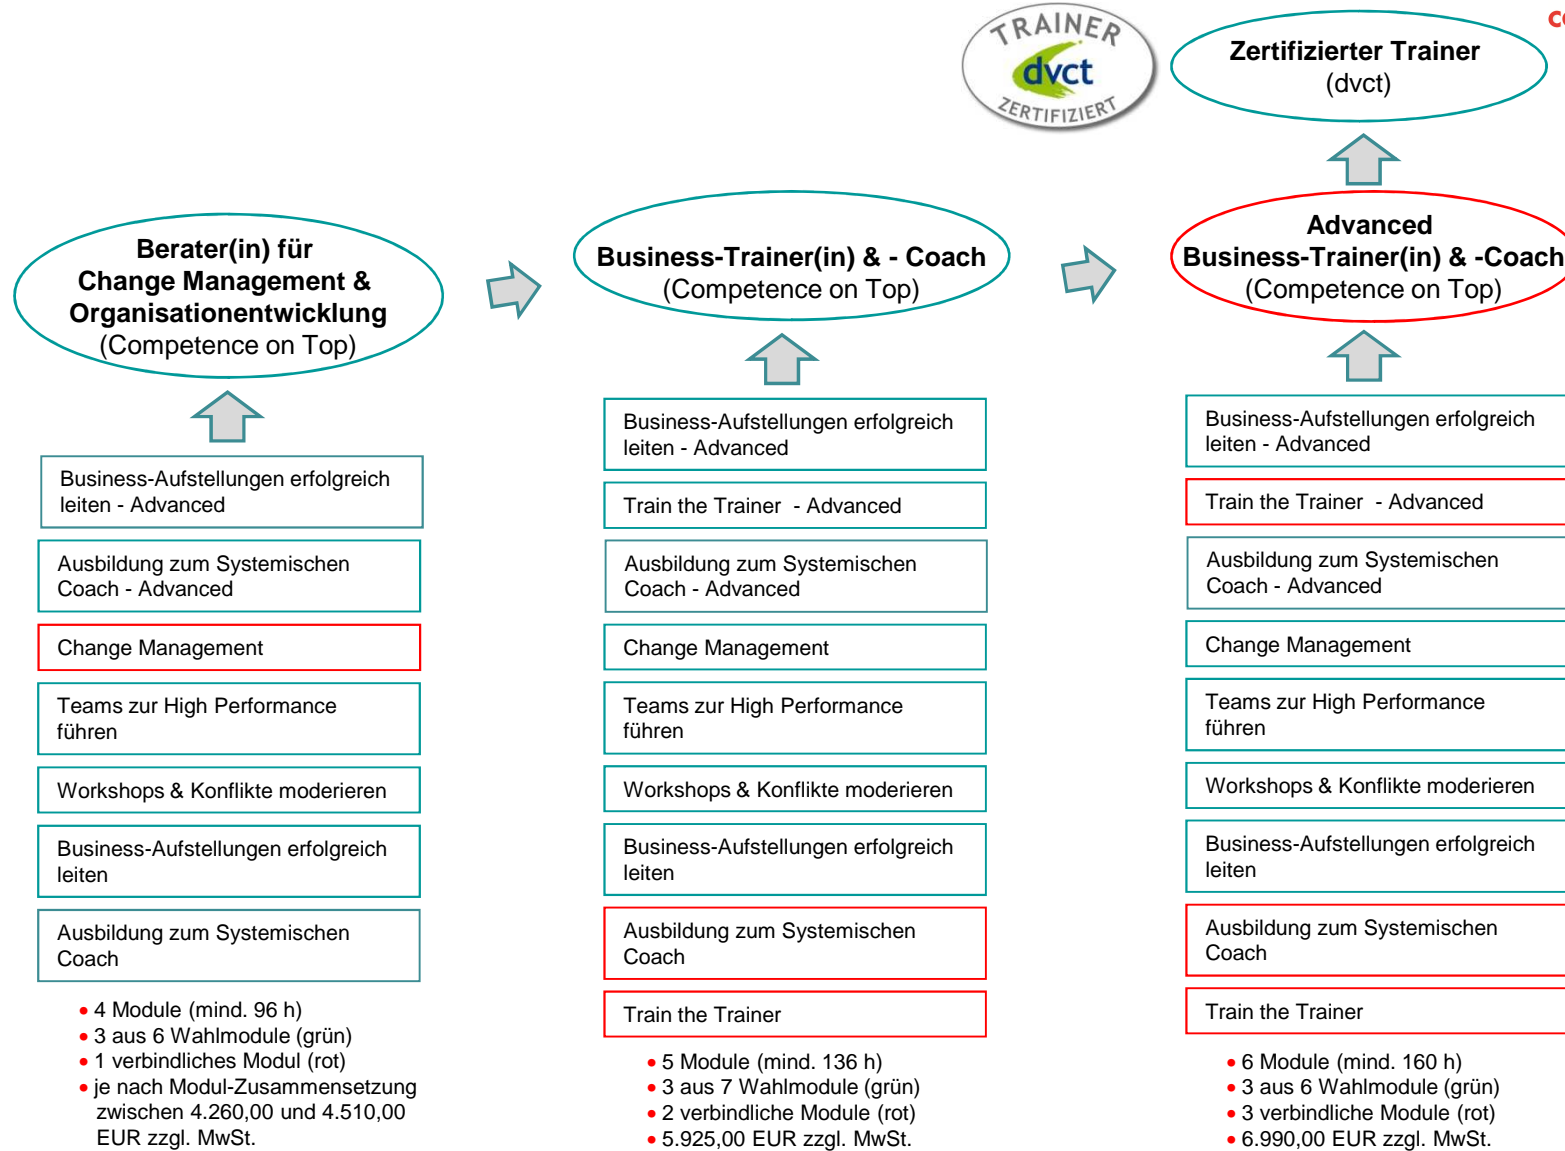 TRAINER
dvct
ZERTIFIZIERT
Zertifizierter Trainer
(dvct)
Berater(in) für
Change Management &
Organisationentwicklung
(Competence on Top)
Business-Aufstellungen erfolgreich
leiten - Advanced
Ausbildung zum Systemischen
Coach - Advanced
Change Management
Teams zur High Performance
führen
Workshops & Konflikte moderieren
Business-Aufstellungen erfolgreich
leiten
Ausbildung zum Systemischen
Coach
• 4 Module (mind. 96 h)
• 3 aus 6 Wahlmodule (grün)
• 1 verbindliches Modul (rot)
• je nach Modul-Zusammensetzung
zwischen 4.260,00 und 4.510,00
EUR zzgl. MwSt.
Business-Trainer(in) & - Coach
(Competence on Top)
Business-Aufstellungen erfolgreich
leiten - Advanced
Train the Trainer - Advanced
Ausbildung zum Systemischen
Coach - Advanced
Change Management
Teams zur High Performance
führen
Workshops & Konflikte moderieren
Business-Aufstellungen erfolgreich
leiten
Ausbildung zum Systemischen
Coach
Train the Trainer
• 5 Module (mind. 136 h)
• 3 aus 7 Wahlmodule (grün)
• 2 verbindliche Module (rot)
• 5.925,00 EUR zzgl. MwSt.
Advanced
Business-Trainer(in) & -Coach
(Competence on Top)
Business-Aufstellungen erfolgreich
leiten - Advanced
Train the Trainer - Advanced
Ausbildung zum Systemischen
Coach - Advanced
Change Management
Teams zur High Performance
führen
Workshops & Konflikte moderieren
Business-Aufstellungen erfolgreich
leiten
Ausbildung zum Systemischen
Coach
Train the Trainer
• 6 Module (mind. 160 h)
• 3 aus 6 Wahlmodule (grün)
• 3 verbindliche Module (rot)
• 6.990,00 EUR zzgl. MwSt.